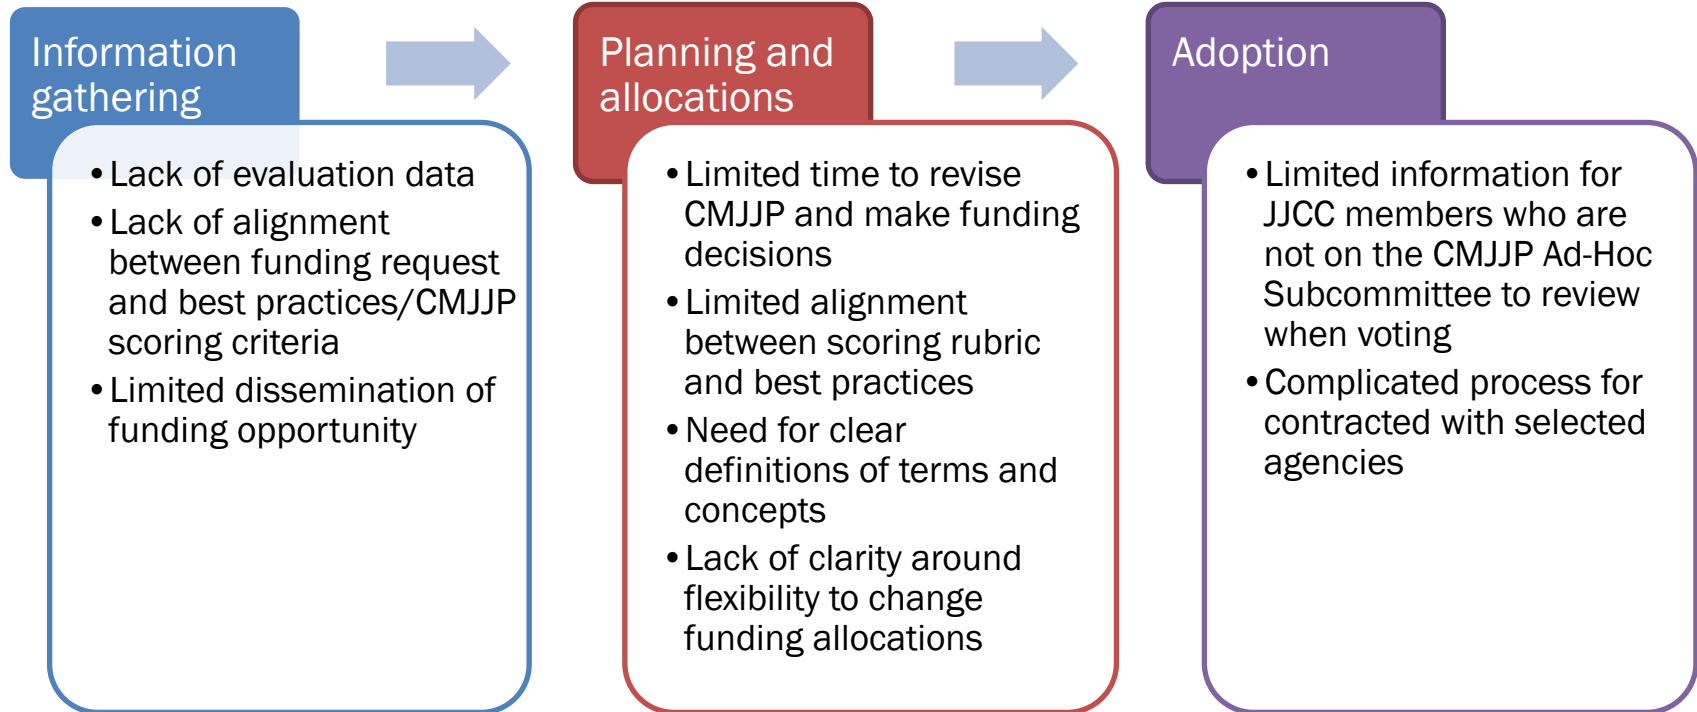 Information
gathering
• Lack of evaluation data
• Lack of alignment
between funding request
and best practices/CMJJP
scoring criteria
• Limited dissemination of
funding opportunity
Planning and
allocations
• Limited time to revise
CMJJP and make funding
decisions
• Limited alignment
between scoring rubric
and best practices
• Need for clear
definitions of terms and
concepts
• Lack of clarity around
flexibility to change
funding allocations
Adoption
• Limited information for
JJCC members who are
not on the CMJJP Ad-Hoc
Subcommittee to review
when voting
• Complicated process for
contracted with selected
agencies